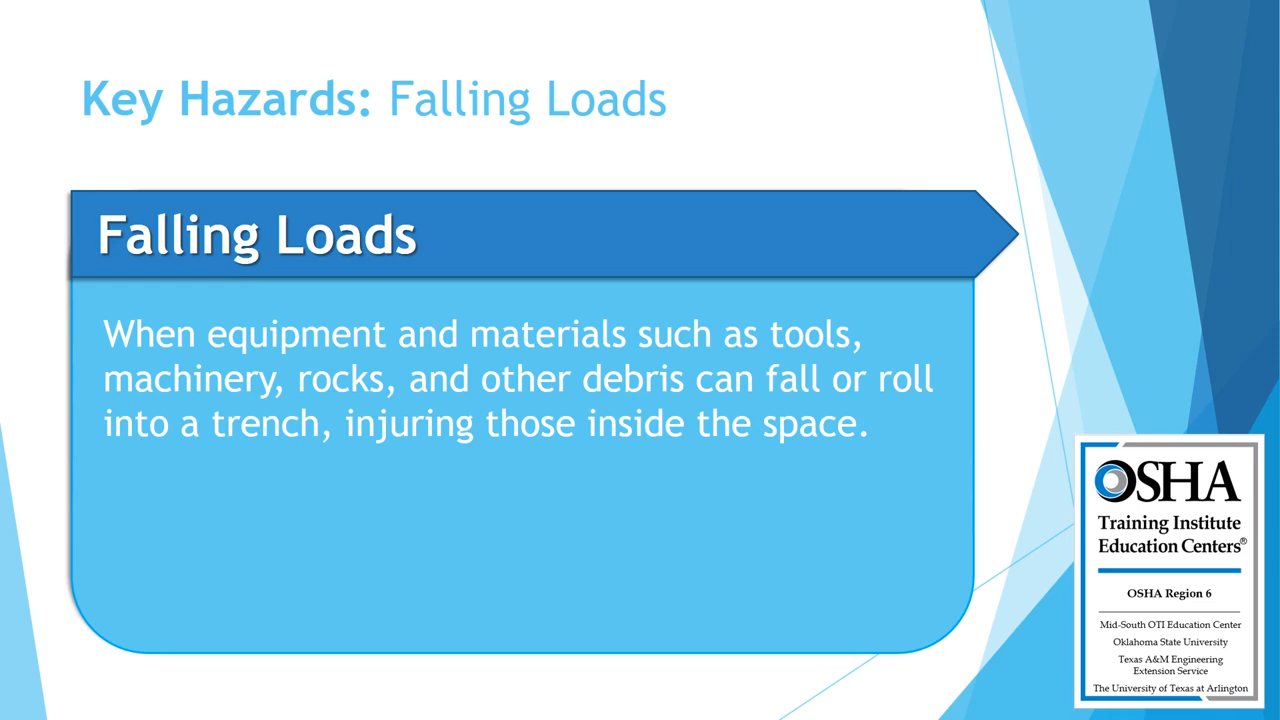 Key Hazards: Falling Loads
Falling Loads
When equipment and materials such as tools,
machinery, rocks, and other debris can fall or roll
into a trench, injuring those inside the space.
OSHA
Training Institute
Education Centers®
OSHA Region 6
Mid-South OTI Education Center
Oklahoma State University
Texas A&M Engineering
Extension Service
The University of Texas at Arlington